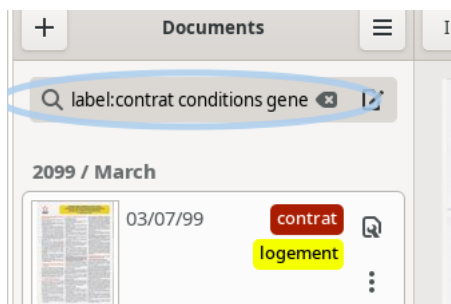 Documents
I
label:contrat conditions gene
2099 / March
03/07/99
contrat
logement